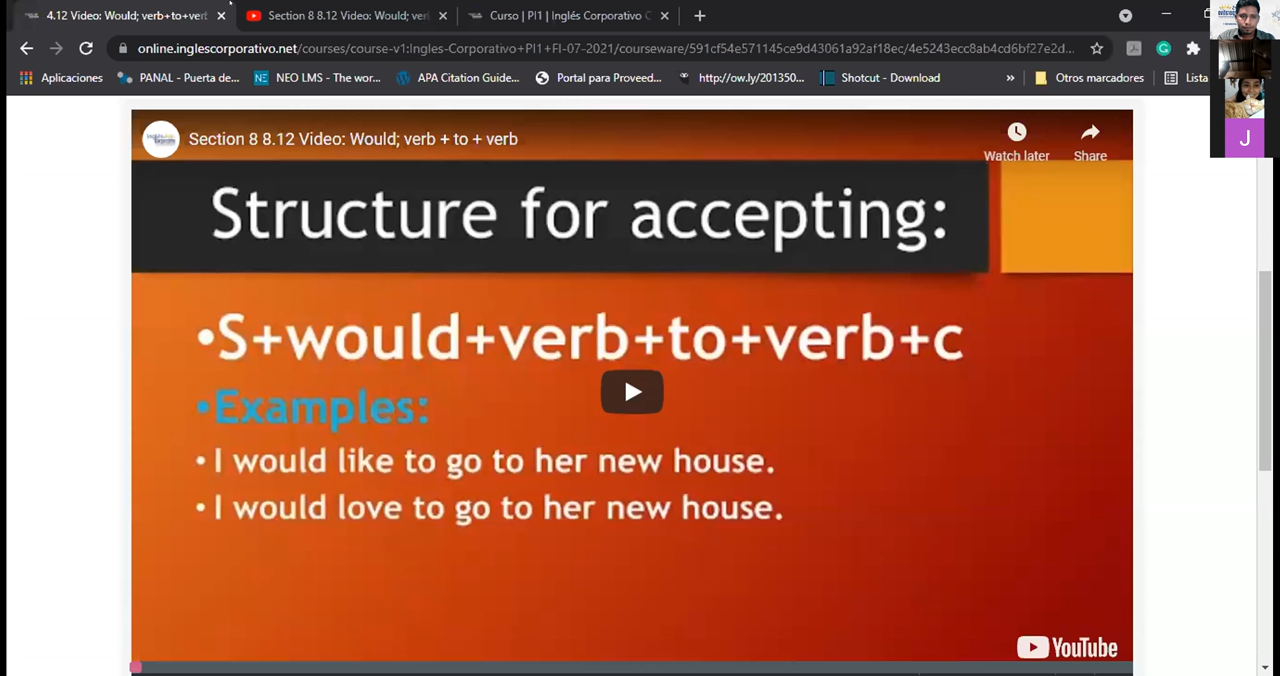 4.12 Video: Would; verb+to+ver
Section 8 8.12 Video: Would; ver
Curso | PI1 | Inglés Corporativo C
online.inglescorporativo.net/courses/course-v1:Ingles-Corporativo+PI1+FI-07-2021/courseware/591cf54e571145ce9d43061a92af18ec/4e5243ecc8ab4cd6bf27e2d...
Aplicaciones
PANAL - Puerta de...
NEO LMS - The wor...
APA Citation Guide...
Portal para Proveed...
http://ow.ly/201350...
Shotcut - Download
»
Otros marcadores
Lista
J
Section 8 8.12 Video: Would; verb + to + verb
Watch later
Share
Structure for accepting:
•S+would+verb+to+verb+c
•Examples:
• I would like to go to her new house.
• I would love to go to her new house.
YouTube